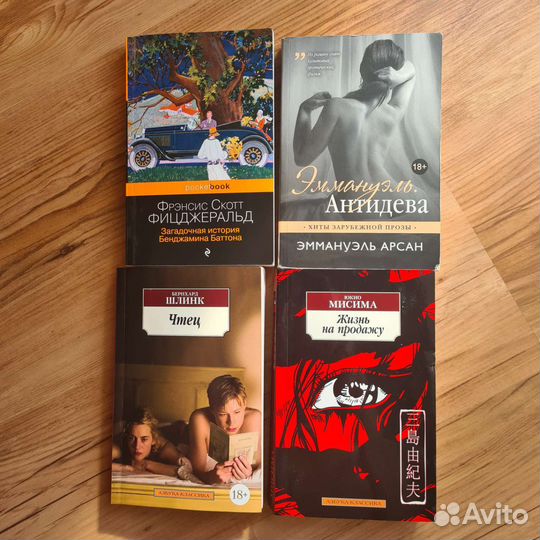 pocketbook
ФРЭНСИС СКОТТ
ФИЦДЖЕРАЛЬД
Загадочная история
Бенджамина Баттона
18+
Эммануэль.
Антидева
• ХИТЫ ЗАРУБЕЖНОЙ ПРОЗЫ •
ЭММАНУЭЛЬ АРСАН
БЕРНХАРД
ШЛИНК
Чтец
АЗБУКА-КЛАССИКА
18+
ЮКИО
МИСИМА
Жизнь
на продажу
三島由紀夫
АЗБУКА-КЛАССИКА
Avito